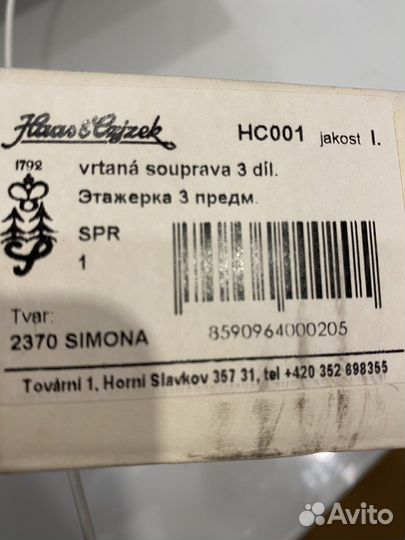 Haas & Czjzek HC001 jakost I.
1792 vrtaná souprava 3 díl.
Этажерка 3 предм.
SPR
1
Tvar:
2370 SIMONA
8590964000205
Tovární 1, Horni Slavkov 357 31, tel +420 352 698355
Avito